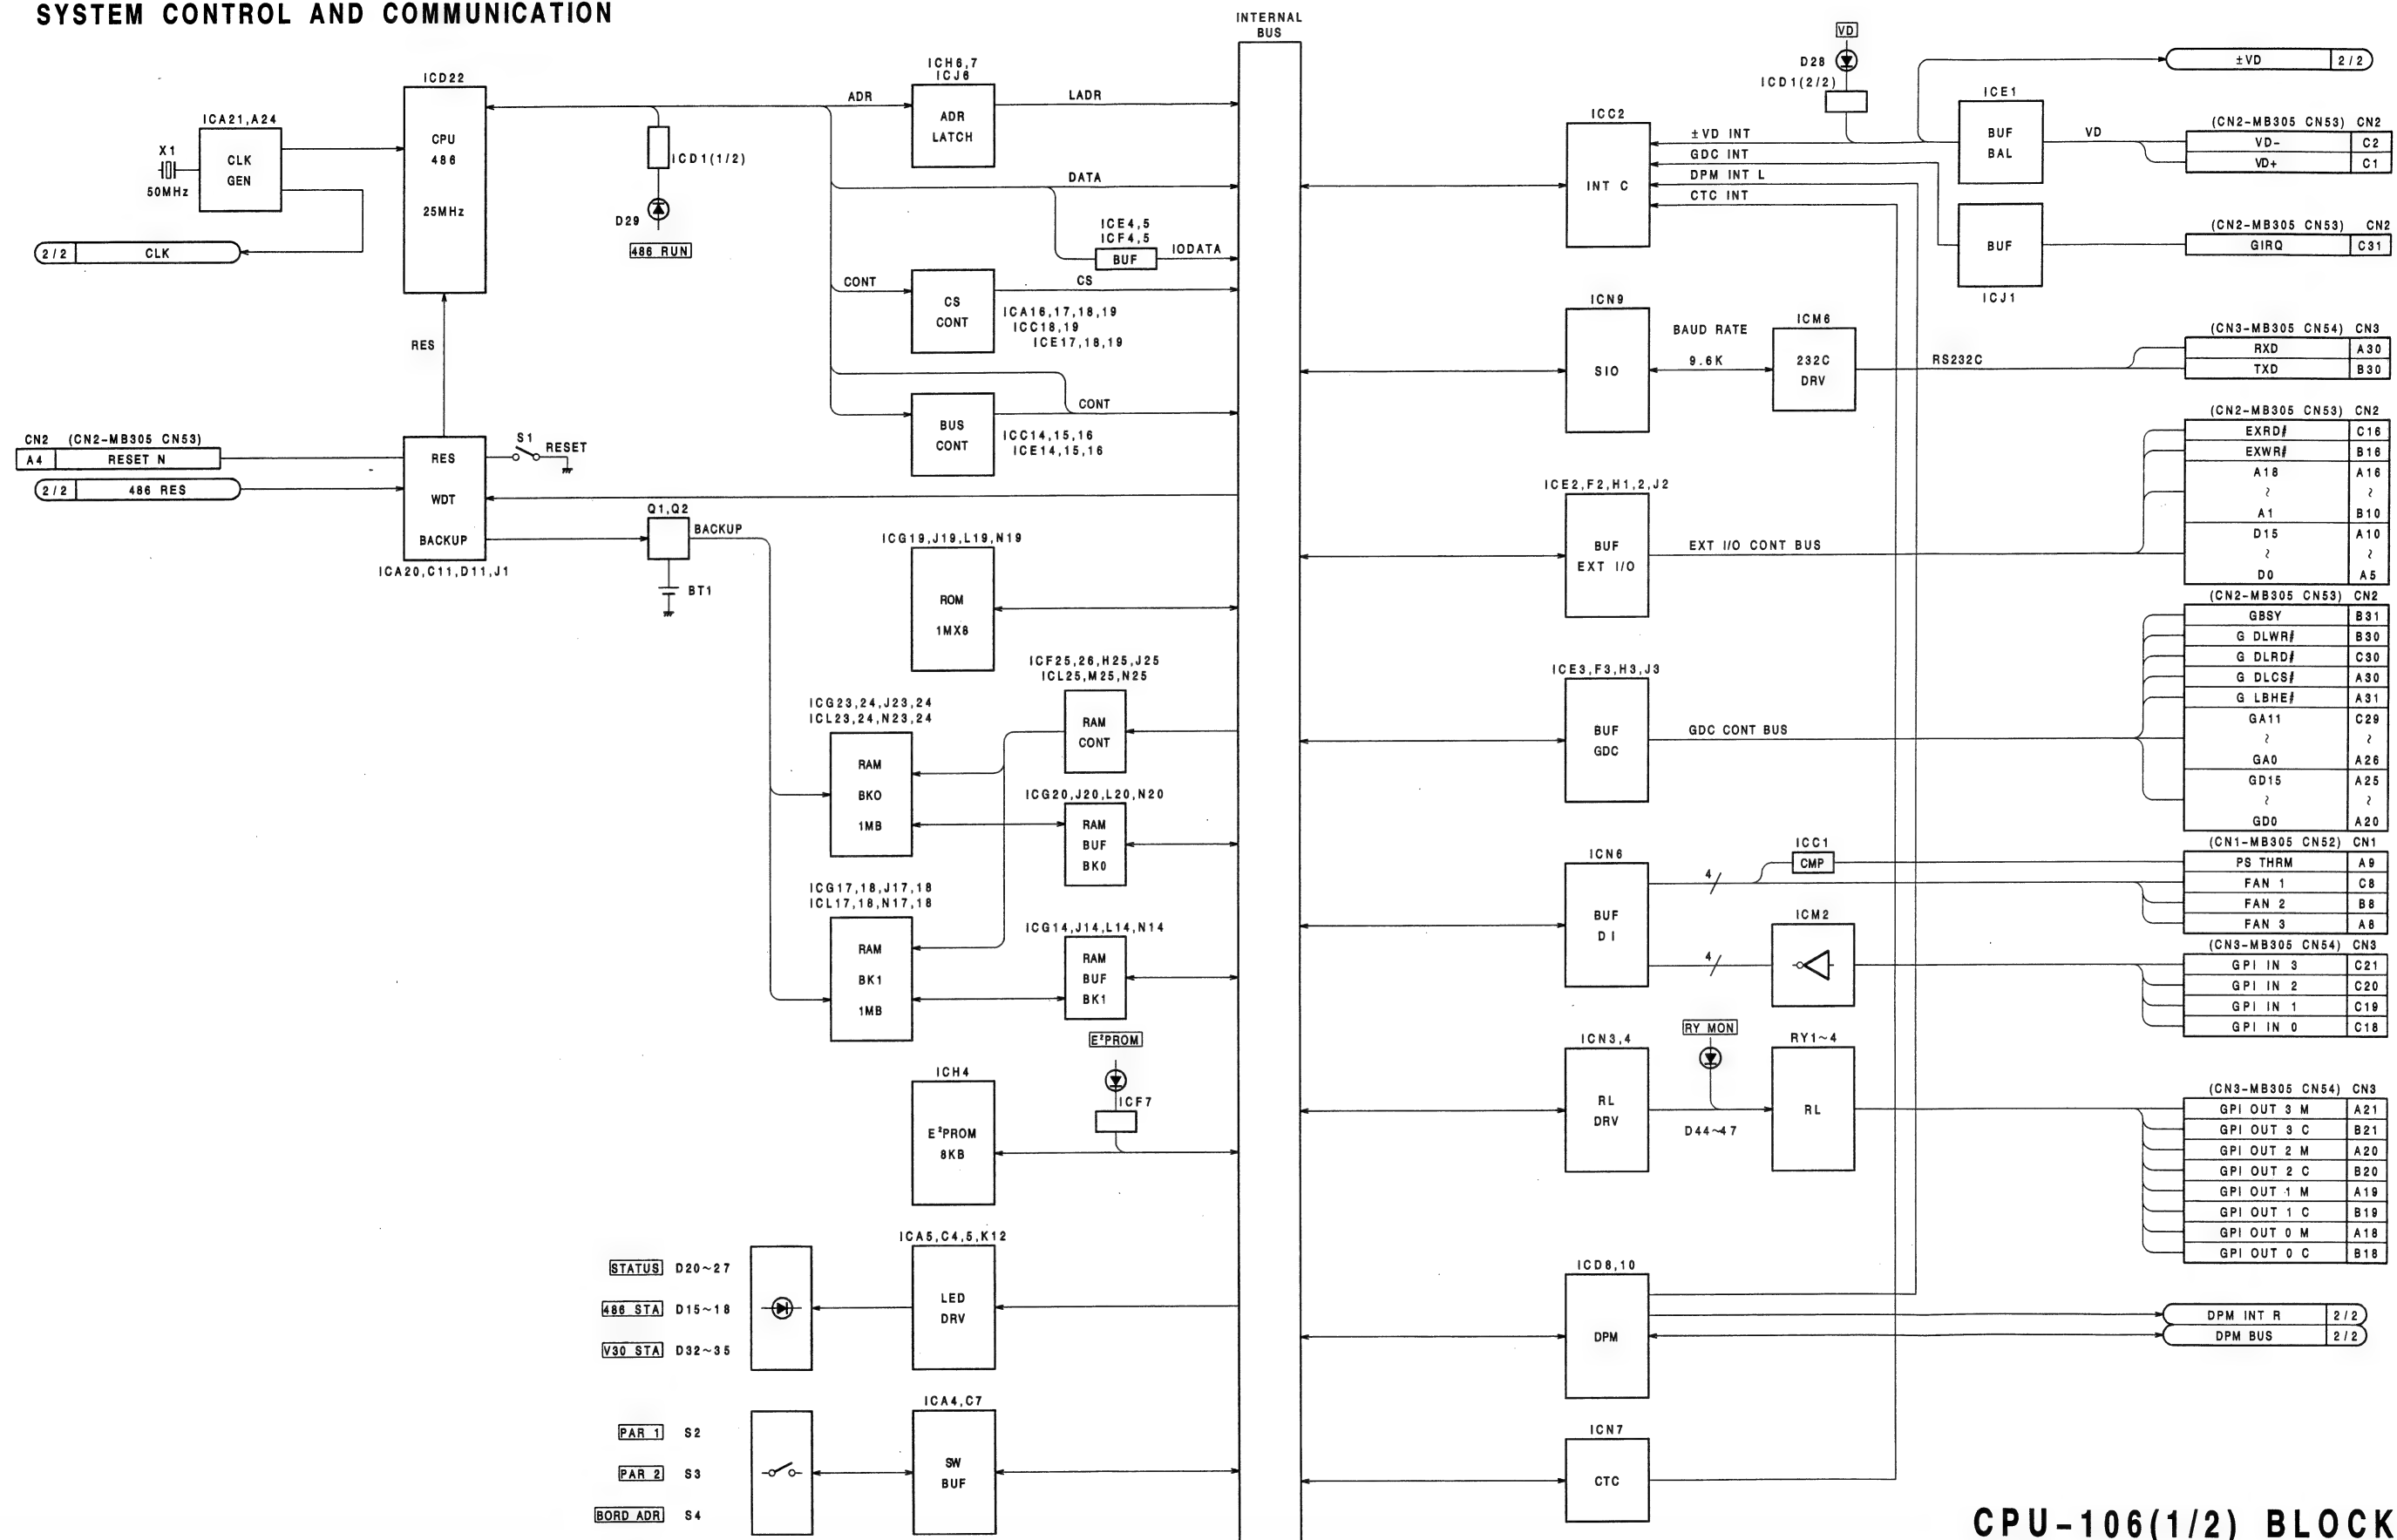 SYSTEM CONTROL AND COMMUNICATION
INTERNAL
BUS
ICD22
CPU
486
25MHz
ICA21,A24
CLK
GEN
X1
50MHz
2/2 CLK
RES
ICD1(1/2)
D29
486 RUN
ADR
ICH6,7
ICJ6
ADR
LATCH
LADR
DATA
ICE4,5
ICF4,5
BUF
IODATA
CONT
CS
CONT
CS
ICA16,17,18,19
ICC18,19
ICE17,18,19
BUS
CONT
CONT
ICC14,15,16
ICE14,15,16
CN2 (CN2-MB305 CN53)
A4 RESET N
2/2 486 RES
RES
WDT
BACKUP
ICA20,C11,D11,J1
S1
RESET
Q1,Q2
BACKUP
BT1
ICG19,J19,L19,N19
ROM
1MX8
ICF25,26,H25,J25
ICL25,M25,N25
RAM
CONT
ICG23,24,J23,24
ICL23,24,N23,24
RAM
BK0
1MB
ICG20,J20,L20,N20
RAM
BUF
BK0
ICG17,18,J17,18
ICL17,18,N17,18
RAM
BK1
1MB
ICG14,J14,L14,N14
RAM
BUF
BK1
E²PROM
ICF7
ICH4
E²PROM
8KB
ICA5,C4,5,K12
LED
DRV
STATUS D20~27
486 STA D15~18
V30 STA D32~35
ICA4,C7
SW
BUF
PAR 1 S2
PAR 2 S3
BORD ADR S4
VD
D28
ICD1(2/2)
±VD 2/2
ICC2
INT C
±VD INT
GDC INT
DPM INT L
CTC INT
ICE1
BUF
BAL
VD
(CN2-MB305 CN53) CN2
VD- C2
VD+ C1
BUF
ICJ1
(CN2-MB305 CN53) CN2
GIRQ C31
ICN9
SIO
BAUD RATE
9.6K
ICM6
232C
DRV
RS232C
(CN3-MB305 CN54) CN3
RXD A30
TXD B30
ICE2,F2,H1,2,J2
BUF
EXT I/O
EXT I/O CONT BUS
(CN2-MB305 CN53) CN2
EXRD# C16
EXWR# B16
A18 A16
~ ~
A1 B10
D15 A10
~ ~
D0 A5
ICE3,F3,H3,J3
BUF
GDC
GDC CONT BUS
(CN2-MB305 CN53) CN2
GBSY B31
G DLWR# B30
G DLRD# C30
G DLCS# A30
G LBHE# A31
GA11 C29
~ ~
GA0 A26
GD15 A25
~ ~
GD0 A20
ICN6
BUF
DI
4
ICC1
CMP
(CN1-MB305 CN52) CN1
PS THRM A9
FAN 1 C8
FAN 2 B8
FAN 3 A8
4
ICM2
(CN3-MB305 CN54) CN3
GPI IN 3 C21
GPI IN 2 C20
GPI IN 1 C19
GPI IN 0 C18
ICN3,4
RL
DRV
RY MON
D44~47
RY1~4
RL
(CN3-MB305 CN54) CN3
GPI OUT 3 M A21
GPI OUT 3 C B21
GPI OUT 2 M A20
GPI OUT 2 C B20
GPI OUT 1 M A19
GPI OUT 1 C B19
GPI OUT 0 M A18
GPI OUT 0 C B18
ICD8,10
DPM
DPM INT R 2/2
DPM BUS 2/2
ICN7
CTC
CPU-106(1/2) BLOCK